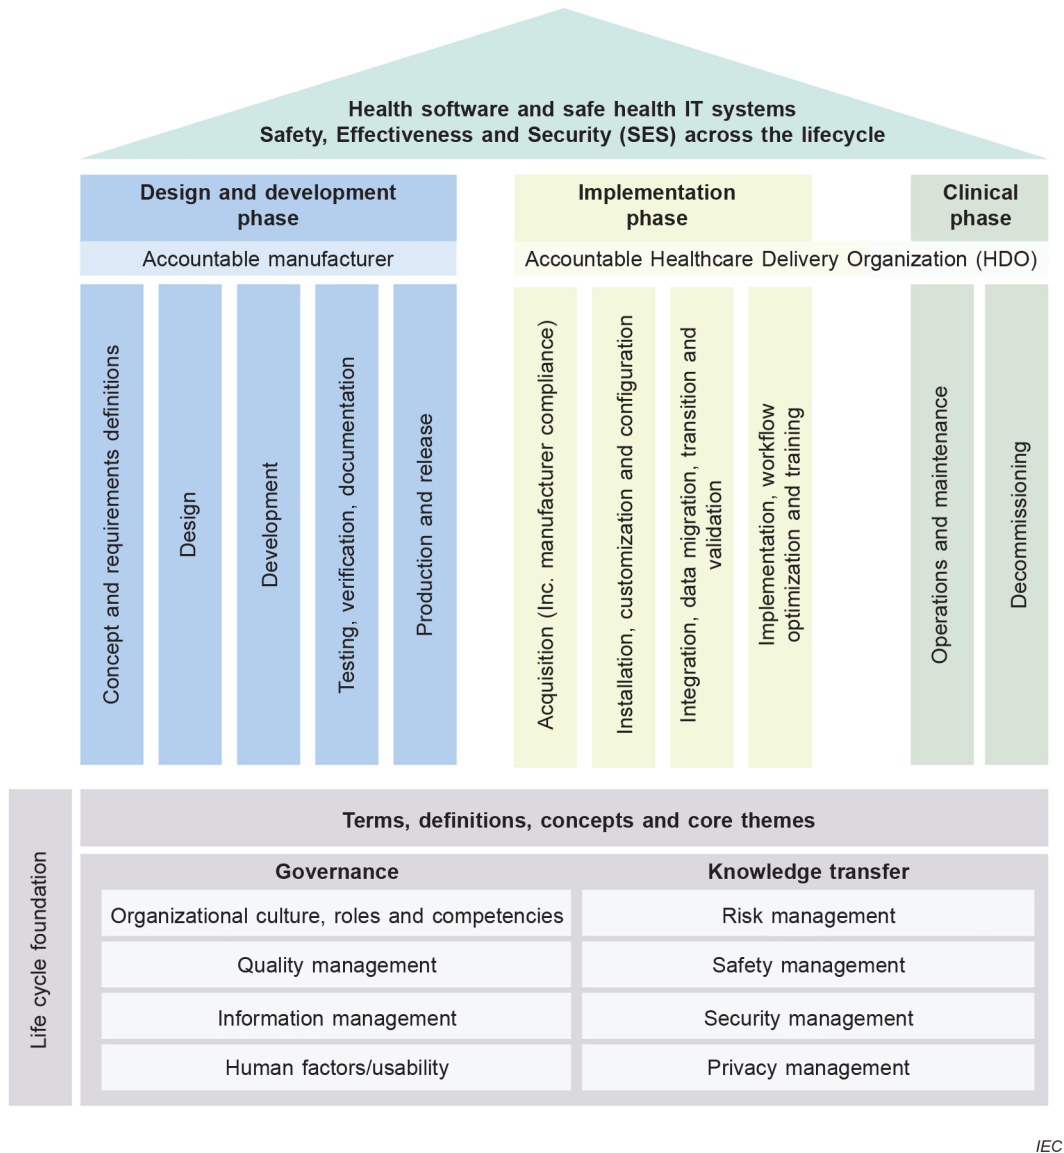 Health software and safe health IT systems
Safety, Effectiveness and Security (SES) across the lifecycle
Design and development
phase
Accountable manufacturer
Implementation
phase
Clinical
phase
Accountable Healthcare Delivery Organization (HDO)
Concept and requirements definitions
Design
Development
Testing, verification, documentation
Production and release
Acquisition (Inc. manufacturer compliance)
Installation, customization and configuration
Integration, data migration, transition and
validation
Implementation, workflow
optimization and training
Operations and maintenance
Decommissioning
Life cycle foundation
Terms, definitions, concepts and core themes
Governance
Organizational culture, roles and competencies
Quality management
Information management
Human factors/usability
Knowledge transfer
Risk management
Safety management
Security management
Privacy management
IEC